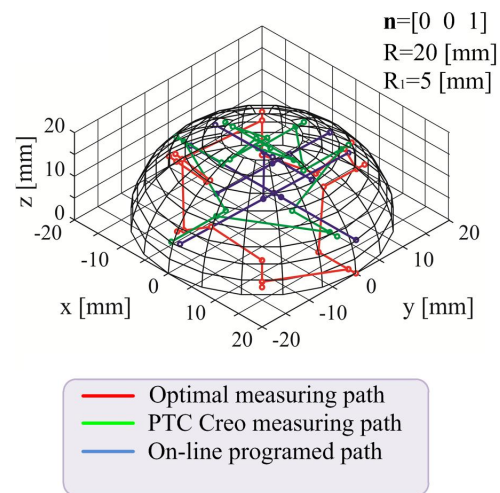 n=[0 0 1]
R=20 [mm]
R1=5 [mm]
20
10
0
z [mm]
-20
-10
0
10
20
x [mm]
-20
-10
0
10
20
y [mm]
Optimal measuring path
PTC Creo measuring path
On-line programed path